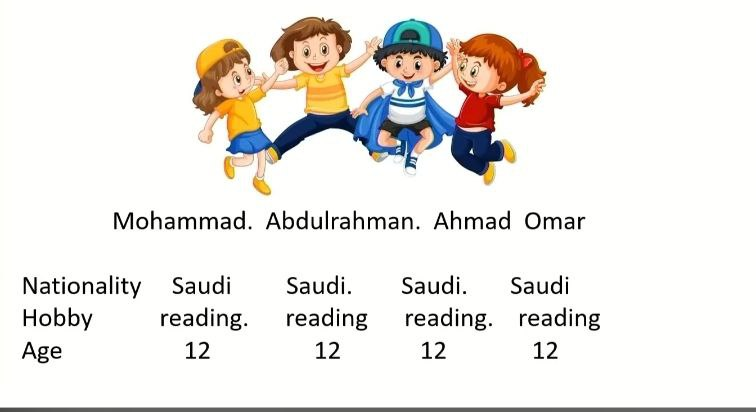 Mohammad. Abdulrahman. Ahmad Omar
Nationality Saudi Saudi. Saudi. Saudi
Hobby reading. reading reading. reading
Age 12 12 12 12